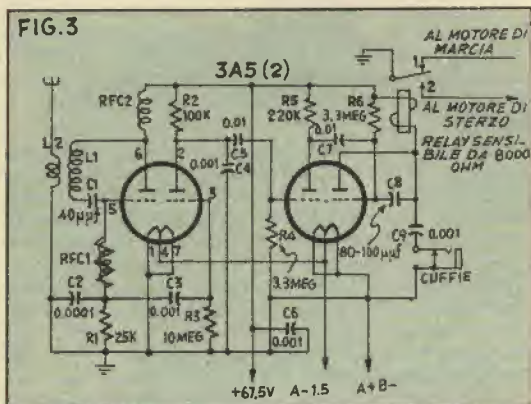 FIG.3
3A5 (2)
AL MOTORE DI
MARCIA
1
2
AL MOTORE DI
STERZO
RELAY SENSI-
BILE DA 8000
OHM
RFC2
R2
100K
R5
220K
R6
3.3MEG
0.01
C7
0.01
C5
0.001
C4
L2
L1
C1
40µµf
6
2
5
3
1
4
7
C8
80-100µµf
C9
0.001
CUFFIE
RFC1
R4
3.3MEG
C2
0.0001
C3
0.001
R3
10MEG
R1
25K
C6
0.001
+67,5V
A-1.5
A+B-